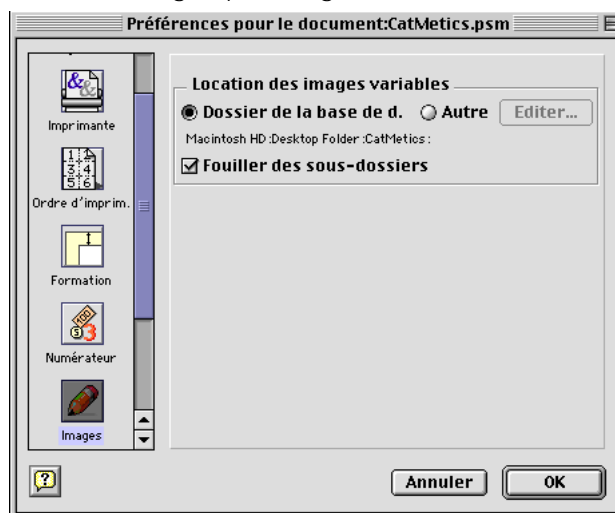 Préférences pour le document:CatMetics.psm
Imprimante
Ordre d'imprim.
Formation
Numérateur
Images
Location des images variables
Dossier de la base de d. Autre Editer...
Macintosh HD :Desktop Folder :CatMetics :
Fouiller des sous-dossiers
Annuler OK